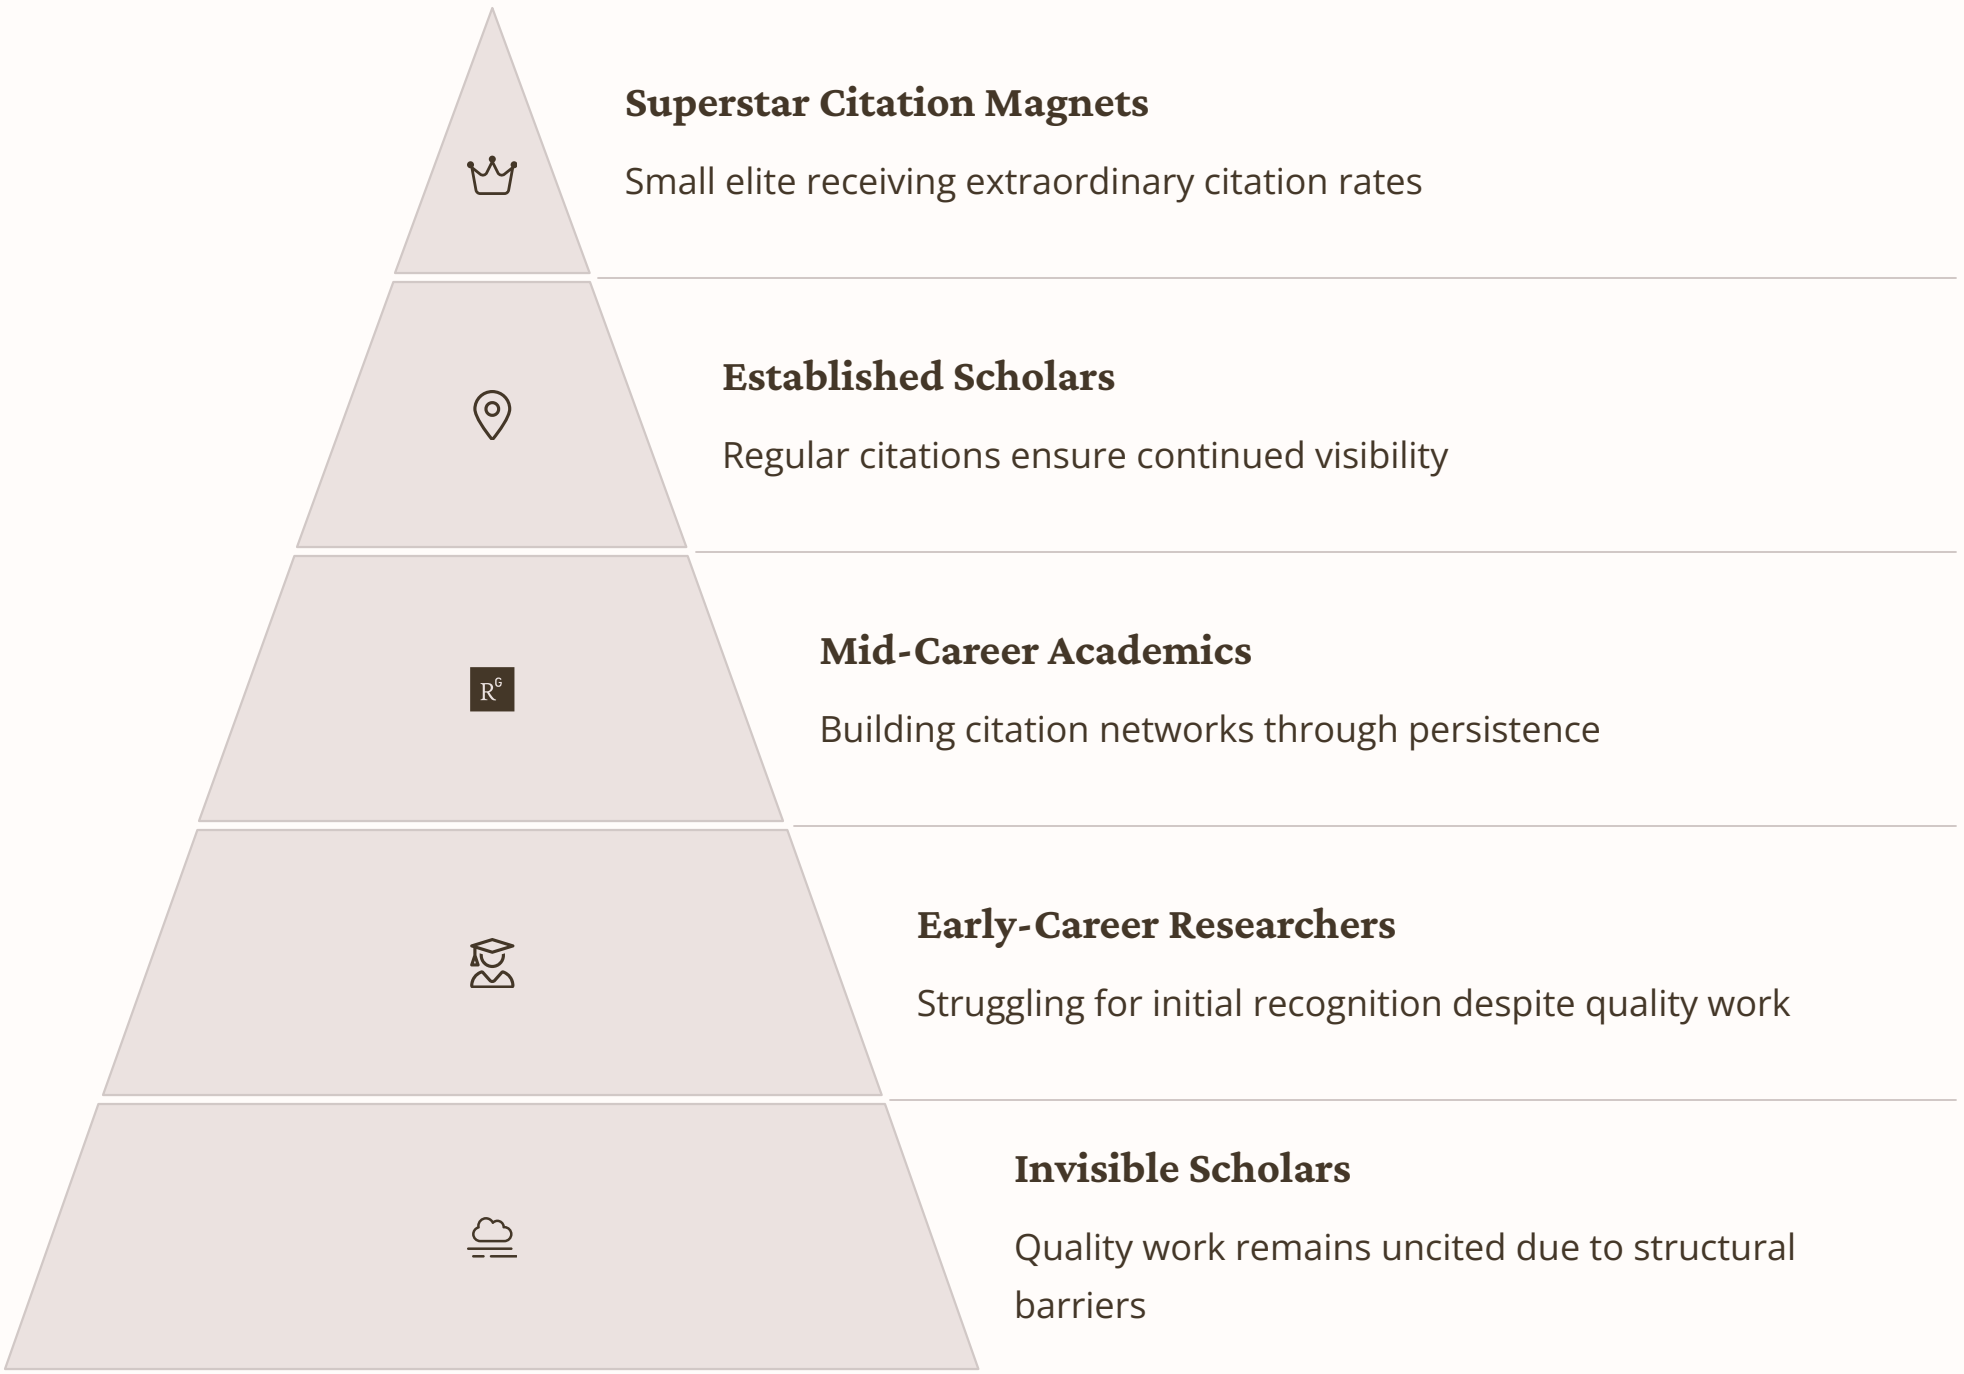 Superstar Citation Magnets
Small elite receiving extraordinary citation rates
Established Scholars
Regular citations ensure continued visibility
RG
Mid-Career Academics
Building citation networks through persistence
Early-Career Researchers
Struggling for initial recognition despite quality work
Invisible Scholars
Quality work remains uncited due to structural
barriers